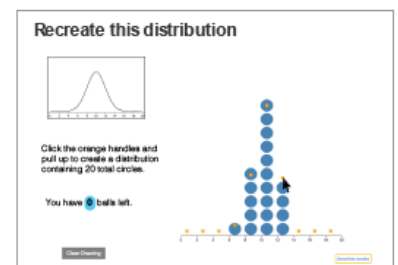 Recreate this distribution
Click the orange handles and
pull up to create a distribution
containing 20 total circles.
You have 0 balls left.
Clear Drawing